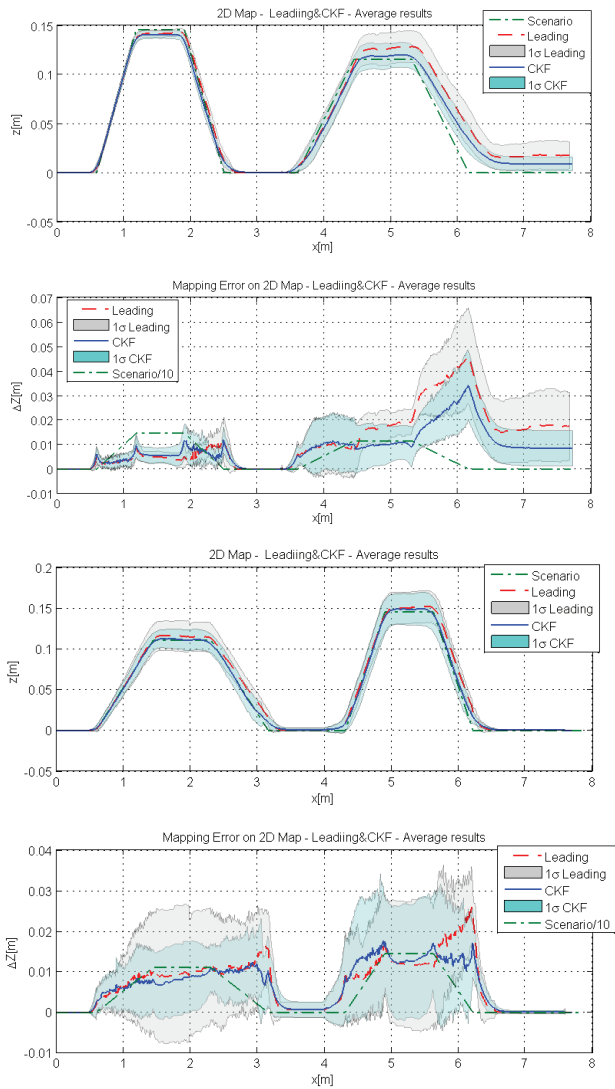 2D Map -  Leadiing&CKF - Average results
0.15
0.1
0.05
0
-0.05
z[m]
0 1 2 3 4 5 6 7 8
x[m]
Scenario
Leading
1σ Leading
CKF
1σ CKF
Mapping Error on 2D Map - Leadiing&CKF - Average results
0.07
0.06
0.05
0.04
0.03
0.02
0.01
0
-0.01
ΔZ[m]
0 1 2 3 4 5 6 7 8
x[m]
Leading
1σ Leading
CKF
1σ CKF
Scenario/10
2D Map -  Leadiing&CKF - Average results
0.2
0.15
0.1
0.05
0
-0.05
z[m]
0 1 2 3 4 5 6 7 8
x[m]
Scenario
Leading
1σ Leading
CKF
1σ CKF
Mapping Error on 2D Map - Leadiing&CKF - Average results
0.04
0.03
0.02
0.01
0
-0.01
ΔZ[m]
0 1 2 3 4 5 6 7 8
x[m]
Leading
1σ Leading
CKF
1σ CKF
Scenario/10